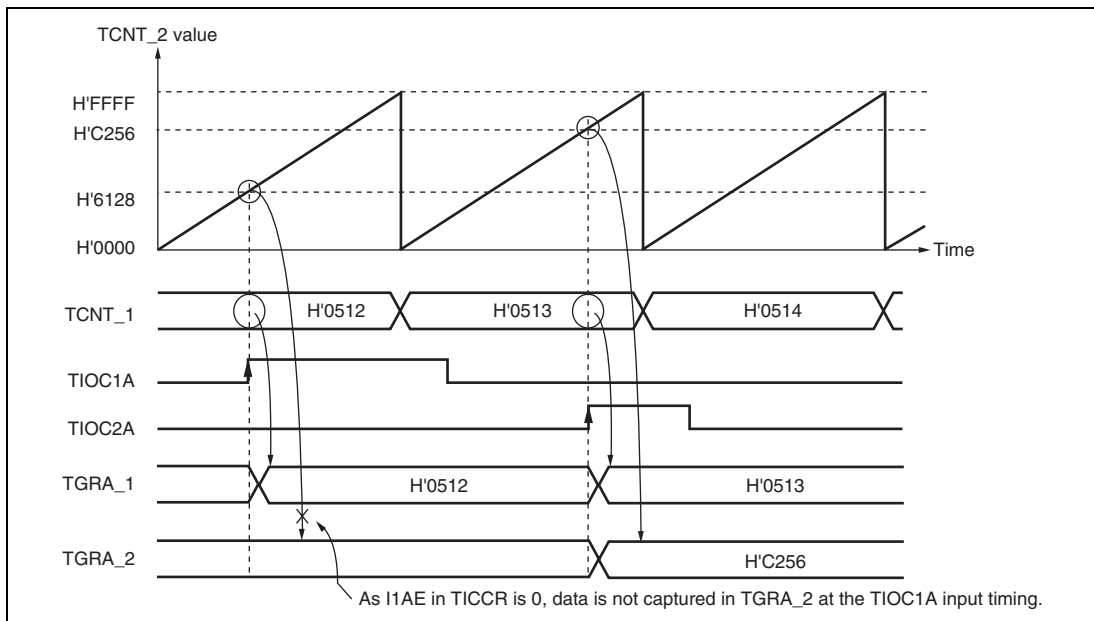 TCNT_2 value
H'FFFF
H'C256
H'6128
H'0000
Time
TCNT_1 H'0512 H'0513 H'0514
TIOC1A
TIOC2A
TGRA_1 H'0512 H'0513
TGRA_2 H'C256
As I1AE in TICCR is 0, data is not captured in TGRA_2 at the TIOC1A input timing.